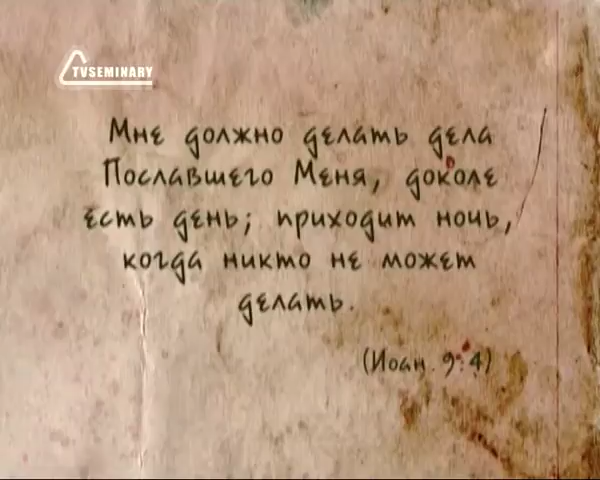 TVSEMINARY
Мне должно делать дела
Пославшего Меня, доколе
есть день; приходит ночь,
когда никто не может
делать.
(Иоан. 9:4)